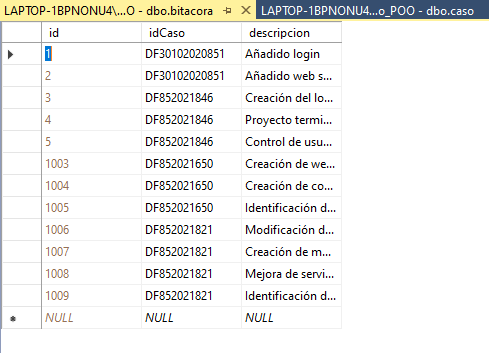 LAPTOP-1BPNONU4\...O - dbo.bitacora LAPTOP-1BPNONU4...o_POO - dbo.caso
id idCaso descripcion
1 DF30102020851 Añadido login
2 DF30102020851 Añadido web s...
3 DF852021846 Creación del lo...
4 DF852021846 Proyecto termi...
5 DF852021846 Control de usu...
1003 DF852021650 Creación de we...
1004 DF852021650 Creación de co...
1005 DF852021650 Identificación d...
1006 DF852021821 Modificación d...
1007 DF852021821 Creación de m...
1008 DF852021821 Mejora de servi...
1009 DF852021821 Identificación d...
NULL NULL NULL